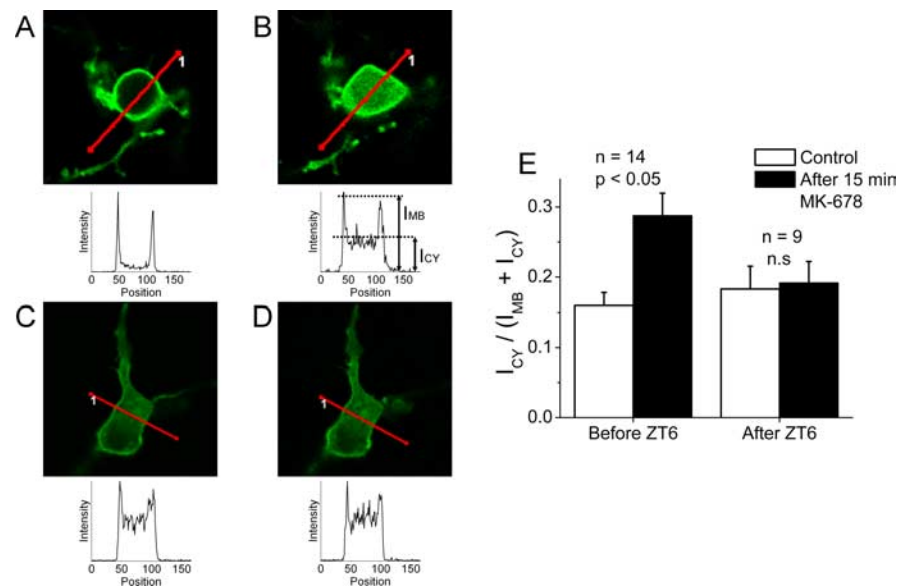 A
1
Intensity
0 50 100 150
Position
B
1
Intensity
I_MB
I_CY
0 50 100 150
Position
C
1
Intensity
0 50 100 150
Position
D
1
Intensity
0 50 100 150
Position
E
n = 14
p < 0.05
Control
After 15 min
MK-678
n = 9
n.s
I_CY / (I_MB + I_CY)
0.3
0.2
0.1
0.0
Before ZT6
After ZT6